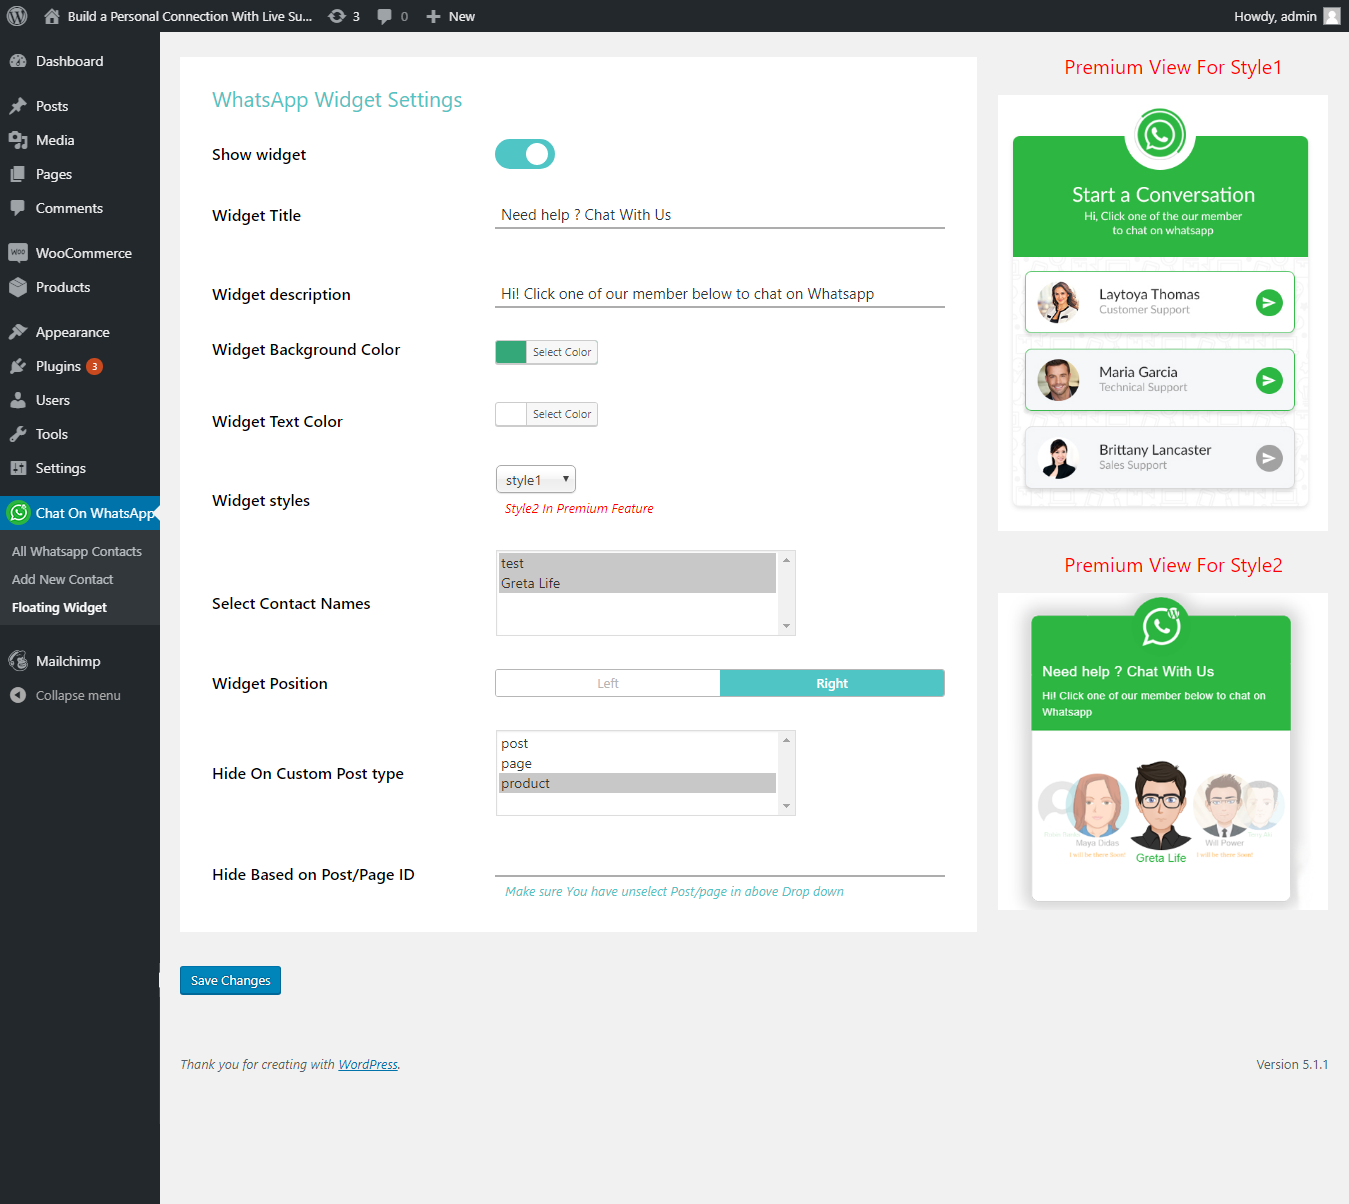 Build a Personal Connection With Live Su...
3
0
New
Howdy, admin
Dashboard
Posts
Media
Pages
Comments
WooCommerce
Products
Appearance
Plugins 3
Users
Tools
Settings
Chat On WhatsApp
All Whatsapp Contacts
Add New Contact
Floating Widget
Mailchimp
Collapse menu
WhatsApp Widget Settings
Show widget
Widget Title
Need help ? Chat With Us
Widget description
Hi! Click one of our member below to chat on Whatsapp
Widget Background Color
Select Color
Widget Text Color
Select Color
Widget styles
style1
Style2 In Premium Feature
Select Contact Names
test
Greta Life
Widget Position
Left
Right
Hide On Custom Post type
post
page
product
Hide Based on Post/Page ID
Make sure You have unselect Post/page in above Drop down
Save Changes
Thank you for creating with WordPress.
Version 5.1.1
Premium View For Style1
Start a Conversation
Hi, Click one of the our member
to chat on whatsapp
Laytoya Thomas
Customer Support
Maria Garcia
Technical Support
Brittany Lancaster
Sales Support
Premium View For Style2
Need help ? Chat With Us
Hi! Click one of our member below to chat on
Whatsapp
Maya Didas
I will be there soon!
Greta Life
Will Power
I will be there soon!